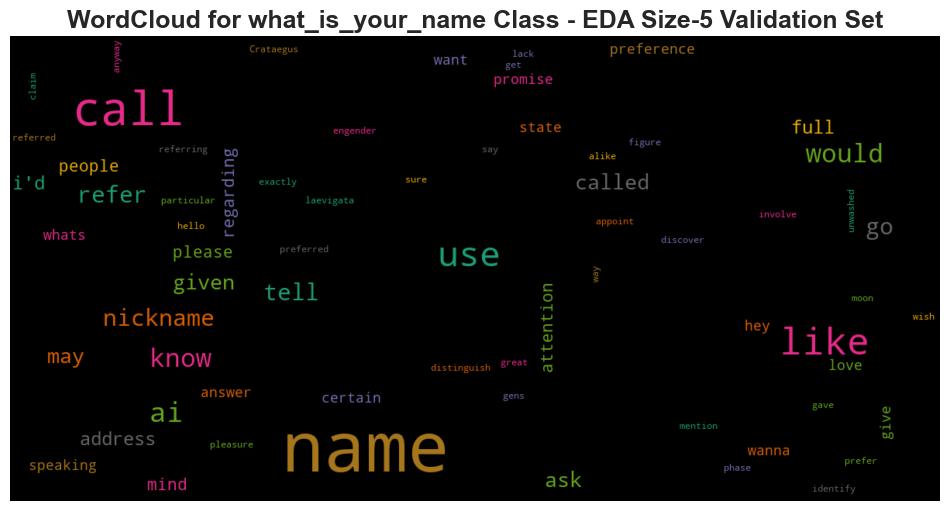 WordCloud for what_is_your_name Class - EDA Size-5 Validation Set
anyway
Crataegus
want
lack
get
preference
claim
promise
call
referred
engender
state
full
referring
say
figure
would
people
alike
i'd
refer
regarding
exactly
sure
called
particular
laevigata
unwashed
hello
appoint
involve
go
whats
discover
please
preferred
use
way
given
tell
attention
moon
nickname
wish
hey
like
may
know
distinguish
great
love
answer
certain
gens
ai
gave
give
address
name
mention
pleasure
wanna
speaking
phase
prefer
mind
ask
identify